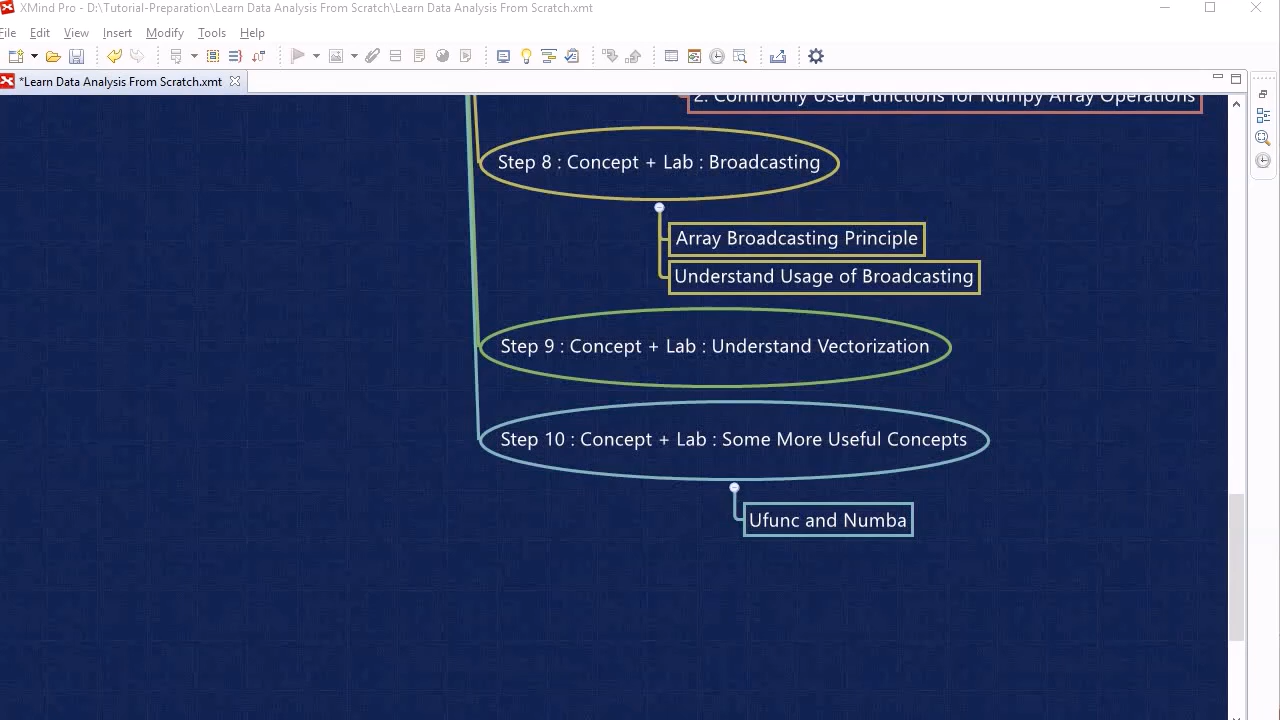 XMind Pro - D:\Tutorial-Preparation\Learn Data Analysis From Scratch\Learn Data Analysis From Scratch.xmt
File Edit View Insert Modify Tools Help
*Learn Data Analysis From Scratch.xmt
2. Commonly Used Functions for Numpy Array Operations
Step 8 : Concept + Lab : Broadcasting
Array Broadcasting Principle
Understand Usage of Broadcasting
Step 9 : Concept + Lab : Understand Vectorization
Step 10 : Concept + Lab : Some More Useful Concepts
Ufunc and Numba